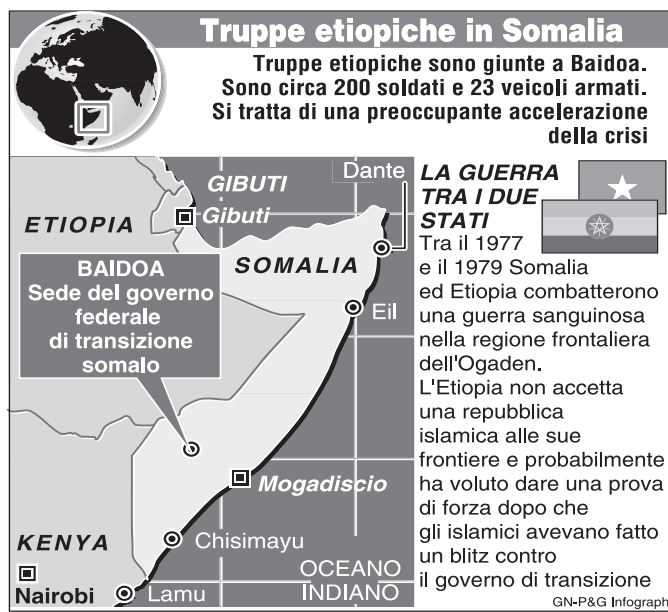 Truppe etiopiche in Somalia
Truppe etiopiche sono giunte a Baidoa.
Sono circa 200 soldati e 23 veicoli armati.
Si tratta di una preoccupante accelerazione
della crisi
GIBUTI
Gibuti
ETIOPIA
SOMALIA
Dante
Eil
BAIDOA
Sede del governo
federale
di transizione
somalo
Mogadiscio
Chisimayu
KENYA
Nairobi
Lamu
OCEANO
INDIANO
LA GUERRA
TRA I DUE
STATI
Tra il 1977
e il 1979 Somalia
ed Etiopia combatterono
una guerra sanguinosa
nella regione frontaliera
dell'Ogaden.
L'Etiopia non accetta
una repubblica
islamica alle sue
frontiere e probabilmente
ha voluto dare una prova
di forza dopo che
gli islamici avevano fatto
un blitz contro
il governo di transizione
GN-P&G Infograph